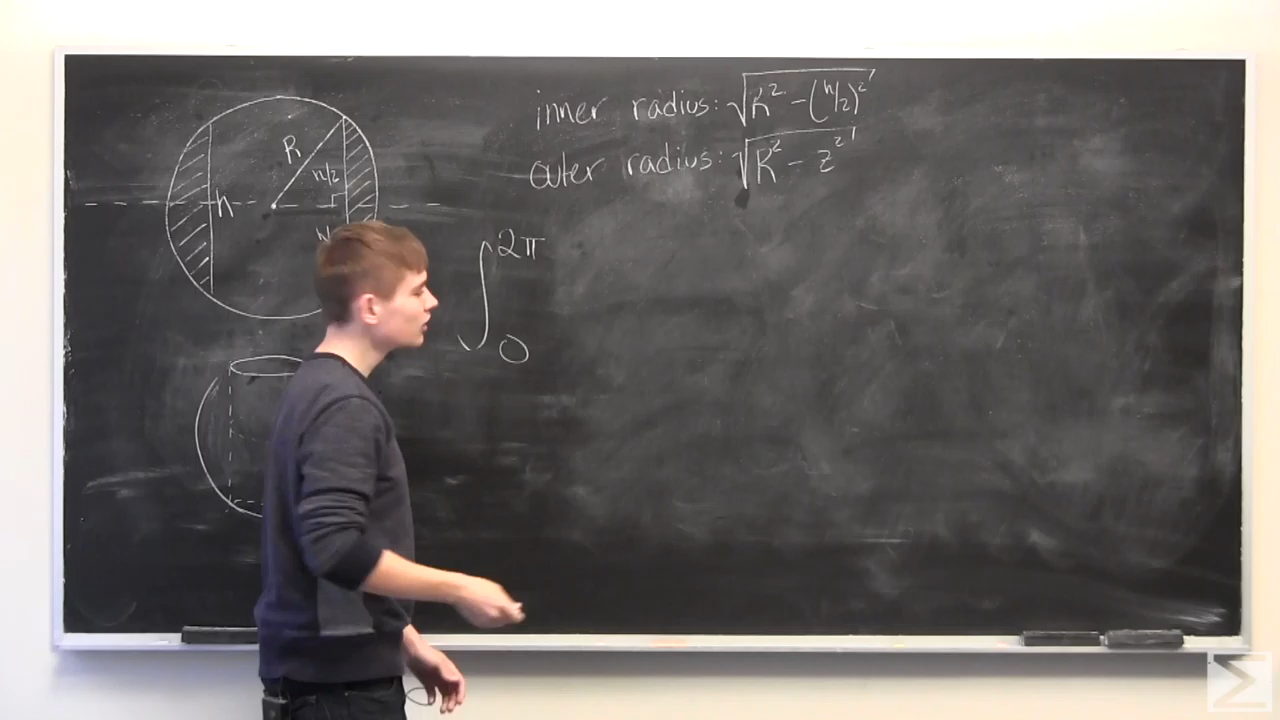 inner radius: √(R² - (h/2)²)
outer radius: √(R² - z²)
R
h/2
h
∫ 2π
0
Σ